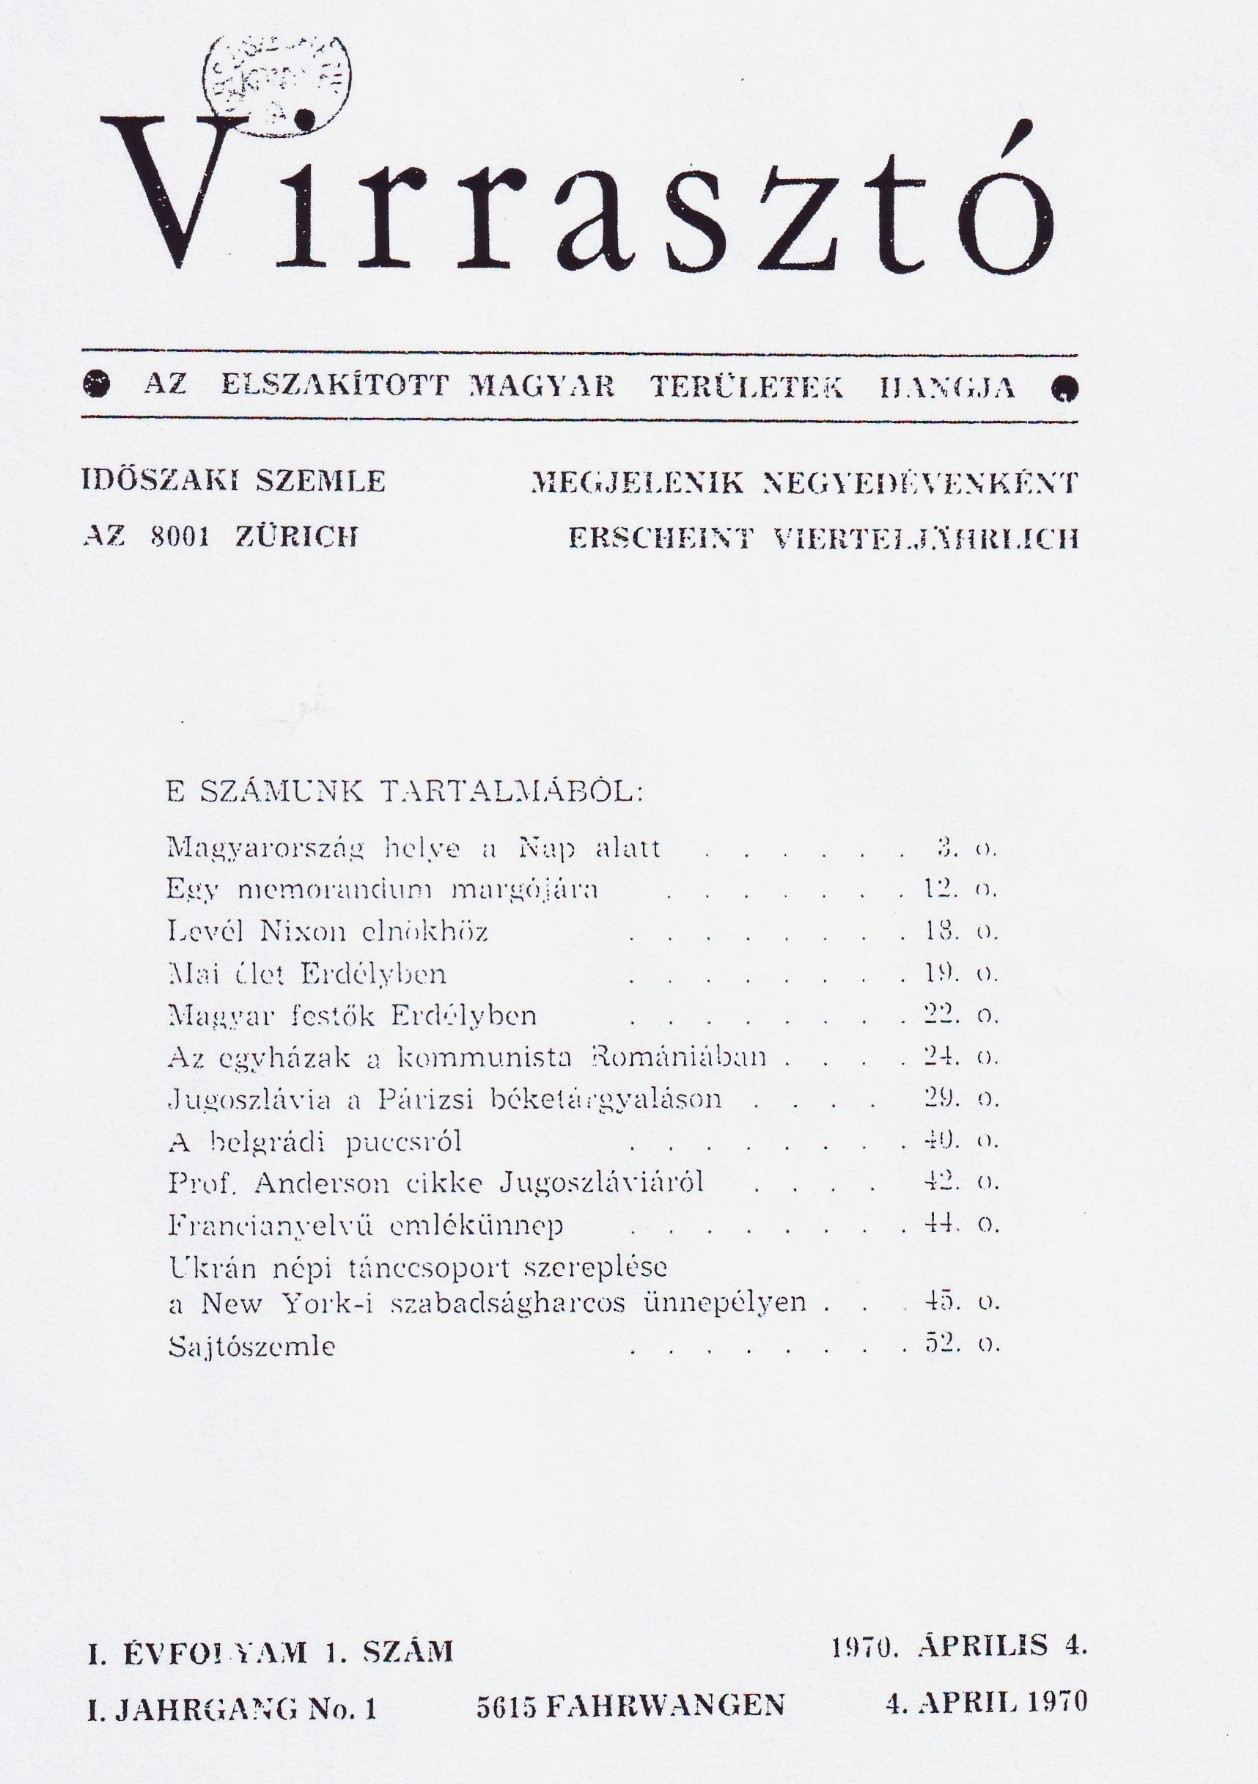 Virrasztó
● AZ ELSZAKÍTOTT MAGYAR TERÜLETEK HANGJA ●
IDŐSZAKI SZEMLE MEGJELENIK NEGYEDÉVENKÉNT
AZ 8001 ZÜRICH ERSCHEINT VIERTELJÄHRLICH
E SZÁMUNK TARTALMÁBÓL:
Magyarország helye a Nap alatt . . . . . . 3. o.
Egy memorandum margójára . . . . . . . 12. o.
Levél Nixon elnökhöz . . . . . . . . 18. o.
Mai élet Erdélyben . . . . . . . . 19. o.
Magyar festők Erdélyben . . . . . . . . 22. o.
Az egyházak a kommunista Romániában . . . . 24. o.
Jugoszlávia a Párizsi béketárgyaláson . . . . 29. o.
A belgrádi puccsról . . . . . . . . 40. o.
Prof. Anderson cikke Jugoszláviáról . . . . 42. o.
Francianyelvű emlékünnep . . . . . . . . 44. o.
Ukrán népi tánccsoport szereplése
a New York-i szabadságharcos ünnepélyen . . . 45. o.
Sajtószemle . . . . . . . . 52. o.
I. ÉVFOLYAM 1. SZÁM 1970. ÁPRILIS 4.
I. JAHRGANG No. 1 5615 FAHRWANGEN 4. APRIL 1970